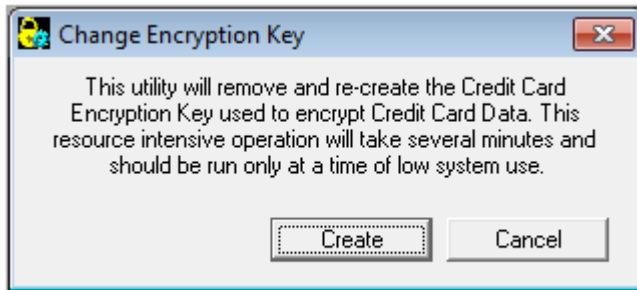 Change Encryption Key
This utility will remove and re-create the Credit Card
Encryption Key used to encrypt Credit Card Data. This
resource intensive operation will take several minutes and
should be run only at a time of low system use.
Create Cancel